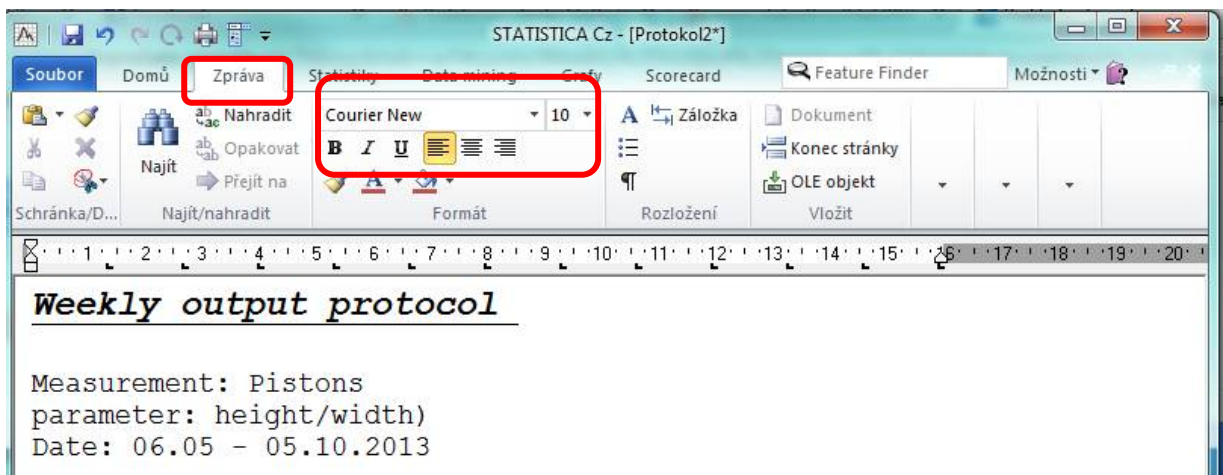 STATISTICA Cz - [Protokol2*]
Soubor Domů Zpráva Statistiky Data mining Grafy Scorecard Feature Finder Možnosti
Nahradit Courier New 10 A Záložka Dokument
Najít Opakovat B I U Konec stránky
Přejít na A ¶ OLE objekt
Schránka/D... Najít/nahradit Formát Rozložení Vložit
1 2 3 4 5 6 7 8 9 10 11 12 13 14 15 16 17 18 19 20
Weekly output protocol
Measurement: Pistons
parameter: height/width)
Date: 06.05 - 05.10.2013